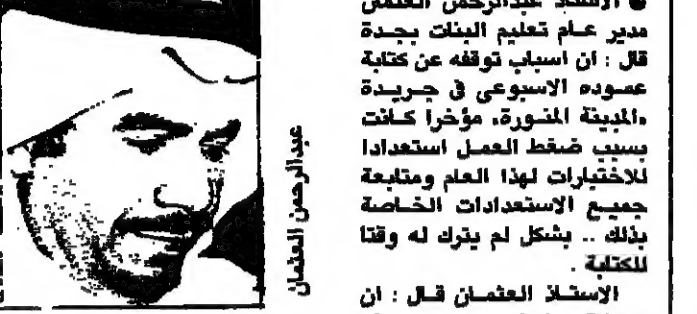 ● الاستاذ عبدالرحمن العثمان
مدير عام تعليم البنات بجدة
قال : ان اسباب توقفه عن كتابة
عموده الاسبوعى فى جريدة
«المدينة المنورة» مؤخرا كانت
بسبب ضغط العمل استعدادا
للاختبارات لهذا العام ومتابعة
جميع الاستعدادات الخاصة
بذلك .. بشكل لم يترك له وقتا
للكتابة .
الاستاذ العثمان قال : ان
عبدالرحمن العثمان